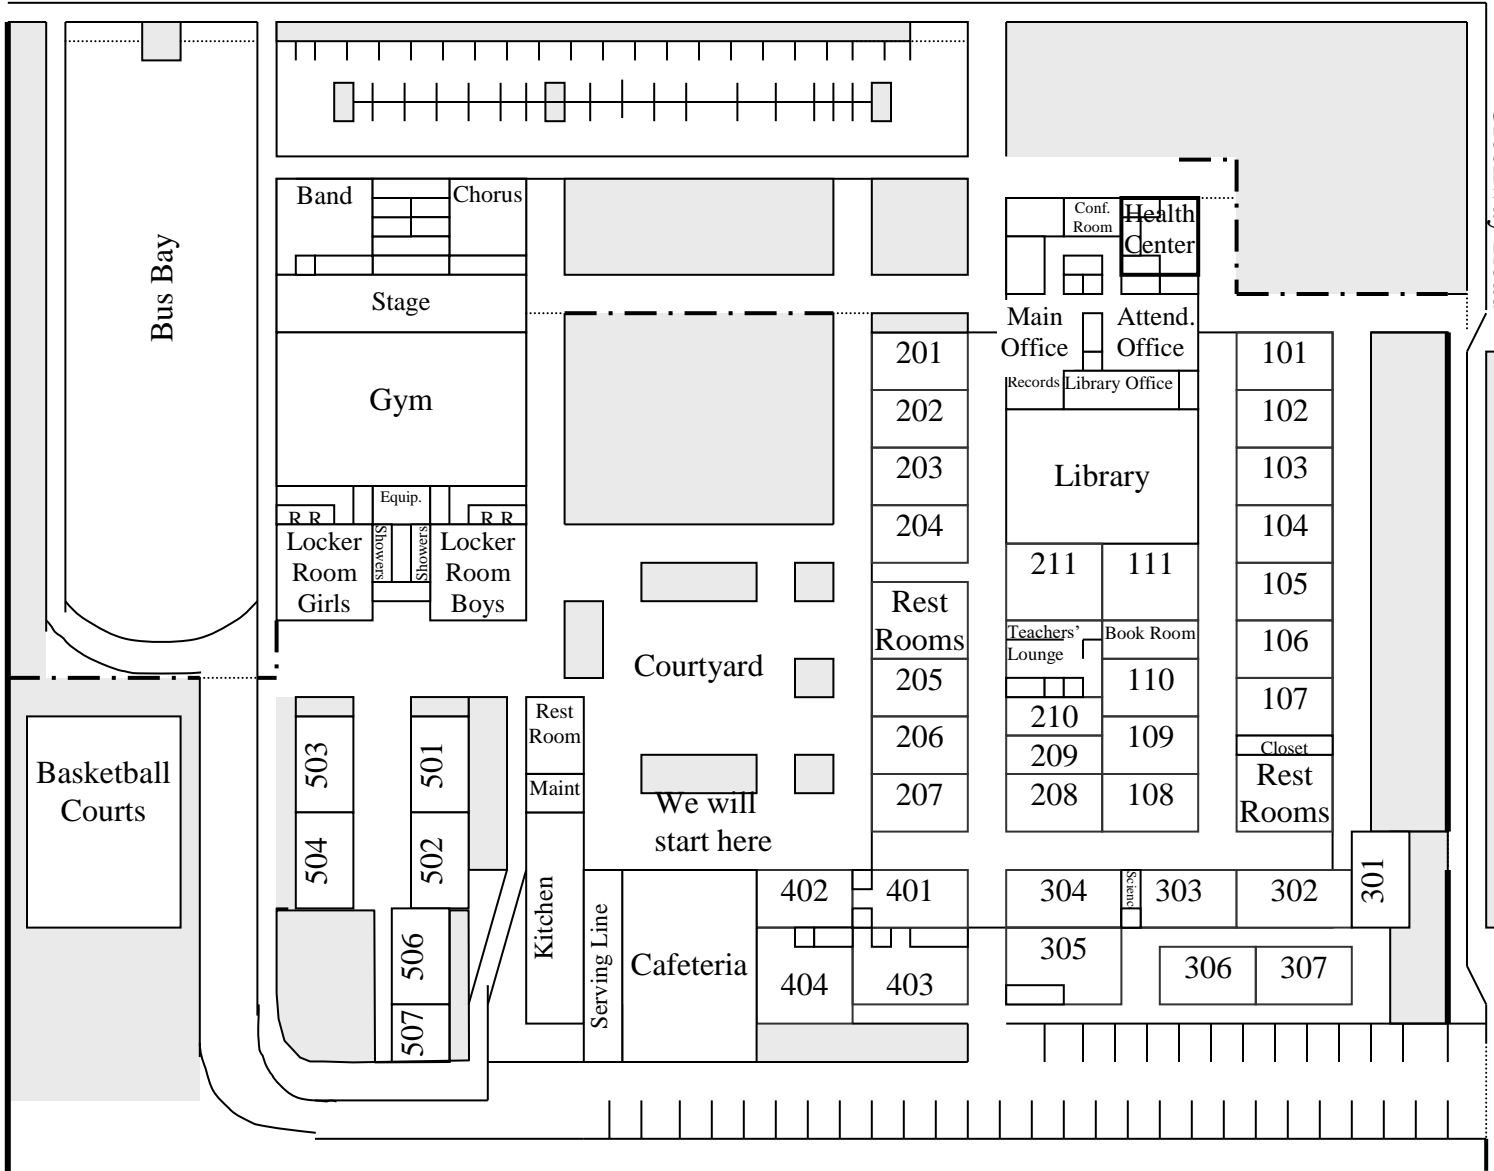 Band
Chorus
Conf.
Room
Health
Center
Bus Bay
Stage
Main
Office
Attend.
Office
201
101
Records
Library Office
Gym
202
102
203
Library
103
Equip.
R R
R R
204
104
Locker
Room
Girls
Showers
Showers
Locker
Room
Boys
211
111
105
Rest
Rooms
Teachers'
Lounge
Book Room
106
Courtyard
205
110
107
Rest
Room
210
503
501
206
209
109
Closet
Basketball
Courts
Maint
We will
start here
207
208
108
Rest
Rooms
504
502
402
401
304
Scienc
303
302
301
Kitchen
Serving Line
Cafeteria
506
305
306
307
404
403
507